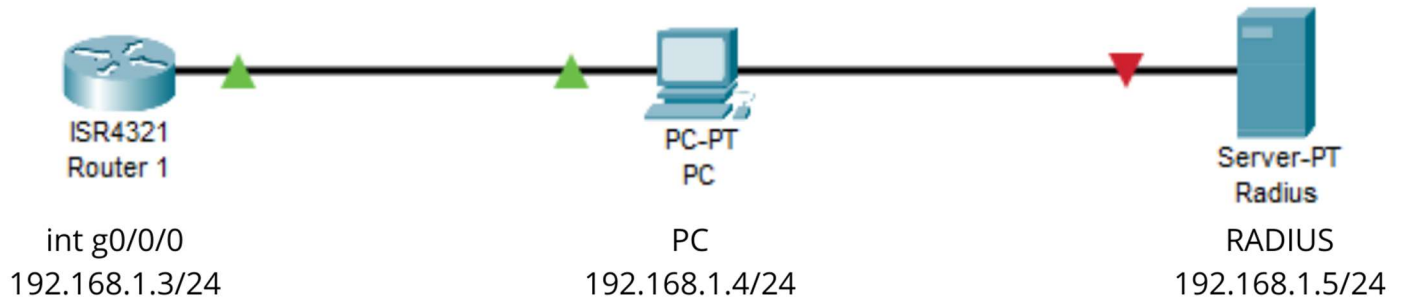 ISR4321
Router 1
int g0/0/0
192.168.1.3/24
PC-PT
PC
PC
192.168.1.4/24
Server-PT
Radius
RADIUS
192.168.1.5/24